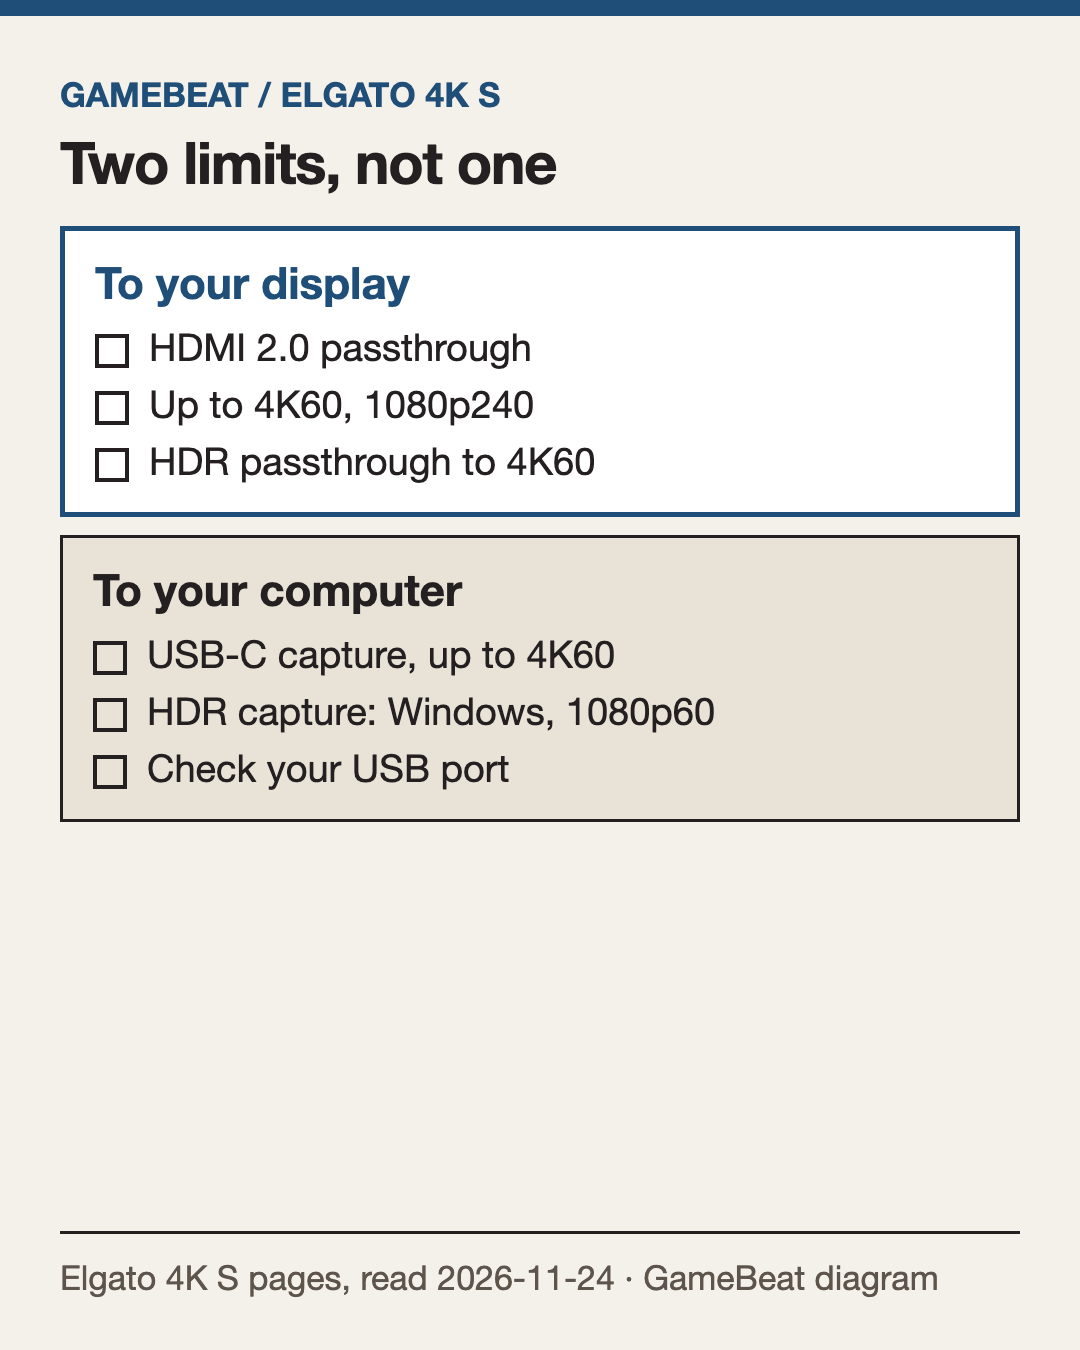 GAMEBEAT / ELGATO 4K S
Two limits, not one
To your display
HDMI 2.0 passthrough
Up to 4K60, 1080p240
HDR passthrough to 4K60
To your computer
USB-C capture, up to 4K60
HDR capture: Windows, 1080p60
Check your USB port
Elgato 4K S pages, read 2026-11-24 · GameBeat diagram